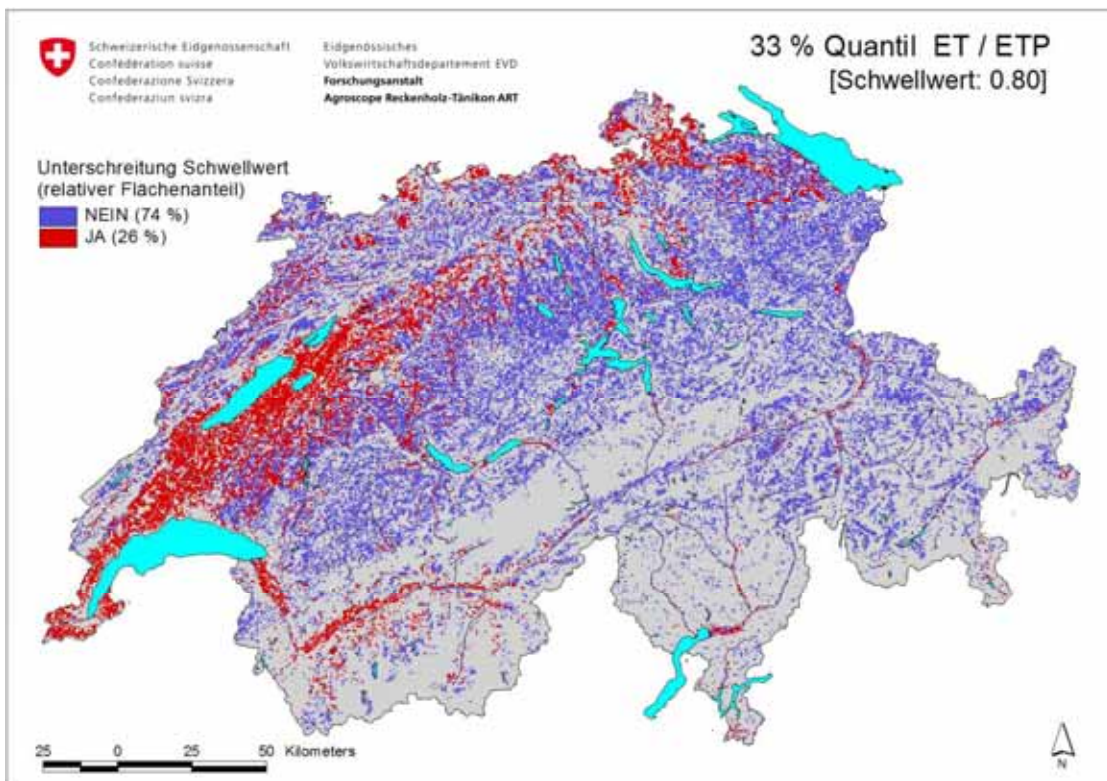 Schweizerische Eidgenossenschaft
Confédération suisse
Confederazione Svizzera
Confederaziun svizra
Eidgenössisches
Volkswirtschaftsdepartement EVD
Forschungsanstalt
Agroscope Reckenholz-Tänikon ART
33 % Quantil ET / ETP
[Schwellwert: 0.80]
Unterschreitung Schwellwert
(relativer Flächenanteil)
NEIN (74 %)
JA (26 %)
25 0 25 50 Kilometers
N